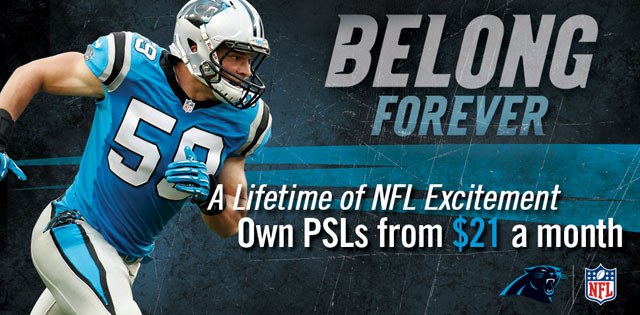 BELONG
FOREVER
59
A Lifetime of NFL Excitement
Own PSLs from $21 a month
NFL